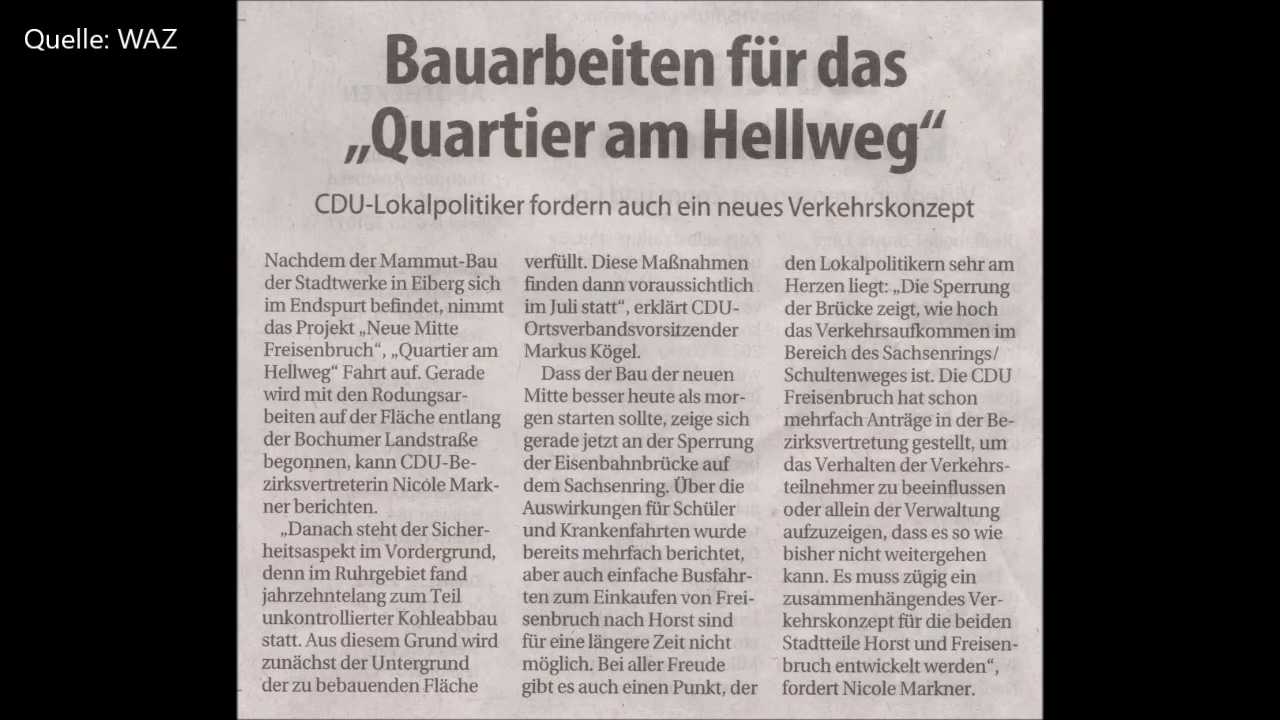 Quelle: WAZ
Bauarbeiten für das
„Quartier am Hellweg“
CDU-Lokalpolitiker fordern auch ein neues Verkehrskonzept
Nachdem der Mammut-Bau
der Stadtwerke in Eiberg sich
im Endspurt befindet, nimmt
das Projekt „Neue Mitte
Freisenbruch“, „Quartier am
Hellweg“ Fahrt auf. Gerade
wird mit den Rodungsar-
beiten auf der Fläche entlang
der Bochumer Landstraße
begonnen, kann CDU-Be-
zirksvertreterin Nicole Mark-
ner berichten.
„Danach steht der Sicher-
heitsaspekt im Vordergrund,
denn im Ruhrgebiet fand
jahrzehntelang zum Teil
unkontrollierter Kohleabbau
statt. Aus diesem Grund wird
zunächst der Untergrund
der zu bebauenden Fläche
verfüllt. Diese Maßnahmen
finden dann voraussichtlich
im Juli statt“, erklärt CDU-
Ortsverbandsvorsitzender
Markus Kögel.
Dass der Bau der neuen
Mitte besser heute als mor-
gen starten sollte, zeige sich
gerade jetzt an der Sperrung
der Eisenbahnbrücke auf
dem Sachsenring. Über die
Auswirkungen für Schüler
und Krankenfahrten wurde
bereits mehrfach berichtet,
aber auch einfache Busfahr-
ten zum Einkaufen von Frei-
senbruch nach Horst sind
für eine längere Zeit nicht
möglich. Bei aller Freude
gibt es auch einen Punkt, der
den Lokalpolitikern sehr am
Herzen liegt: „Die Sperrung
der Brücke zeigt, wie hoch
das Verkehrsaufkommen im
Bereich des Sachsenrings/
Schultenweges ist. Die CDU
Freisenbruch hat schon
mehrfach Anträge in der Be-
zirksvertretung gestellt, um
das Verhalten der Verkehrs-
teilnehmer zu beeinflussen
oder allein der Verwaltung
aufzuzeigen, dass es so wie
bisher nicht weitergehen
kann. Es muss zügig ein
zusammenhängendes Ver-
kehrskonzept für die beiden
Stadtteile Horst und Freisen-
bruch entwickelt werden“,
fordert Nicole Markner.